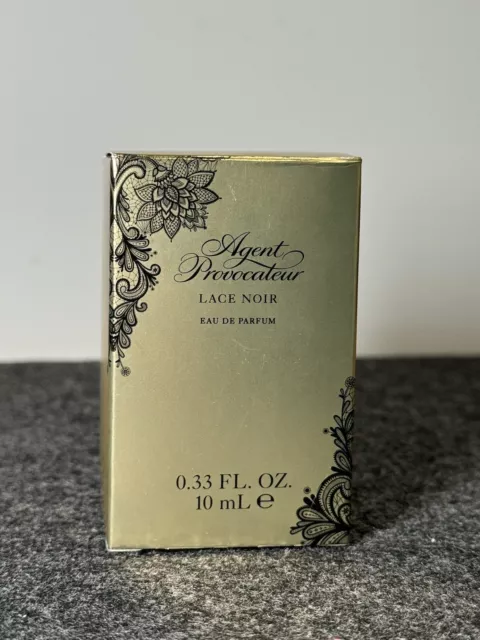 Agent
Provocateur
LACE NOIR
EAU DE PARFUM
0.33 FL. OZ.
10 mL ℮